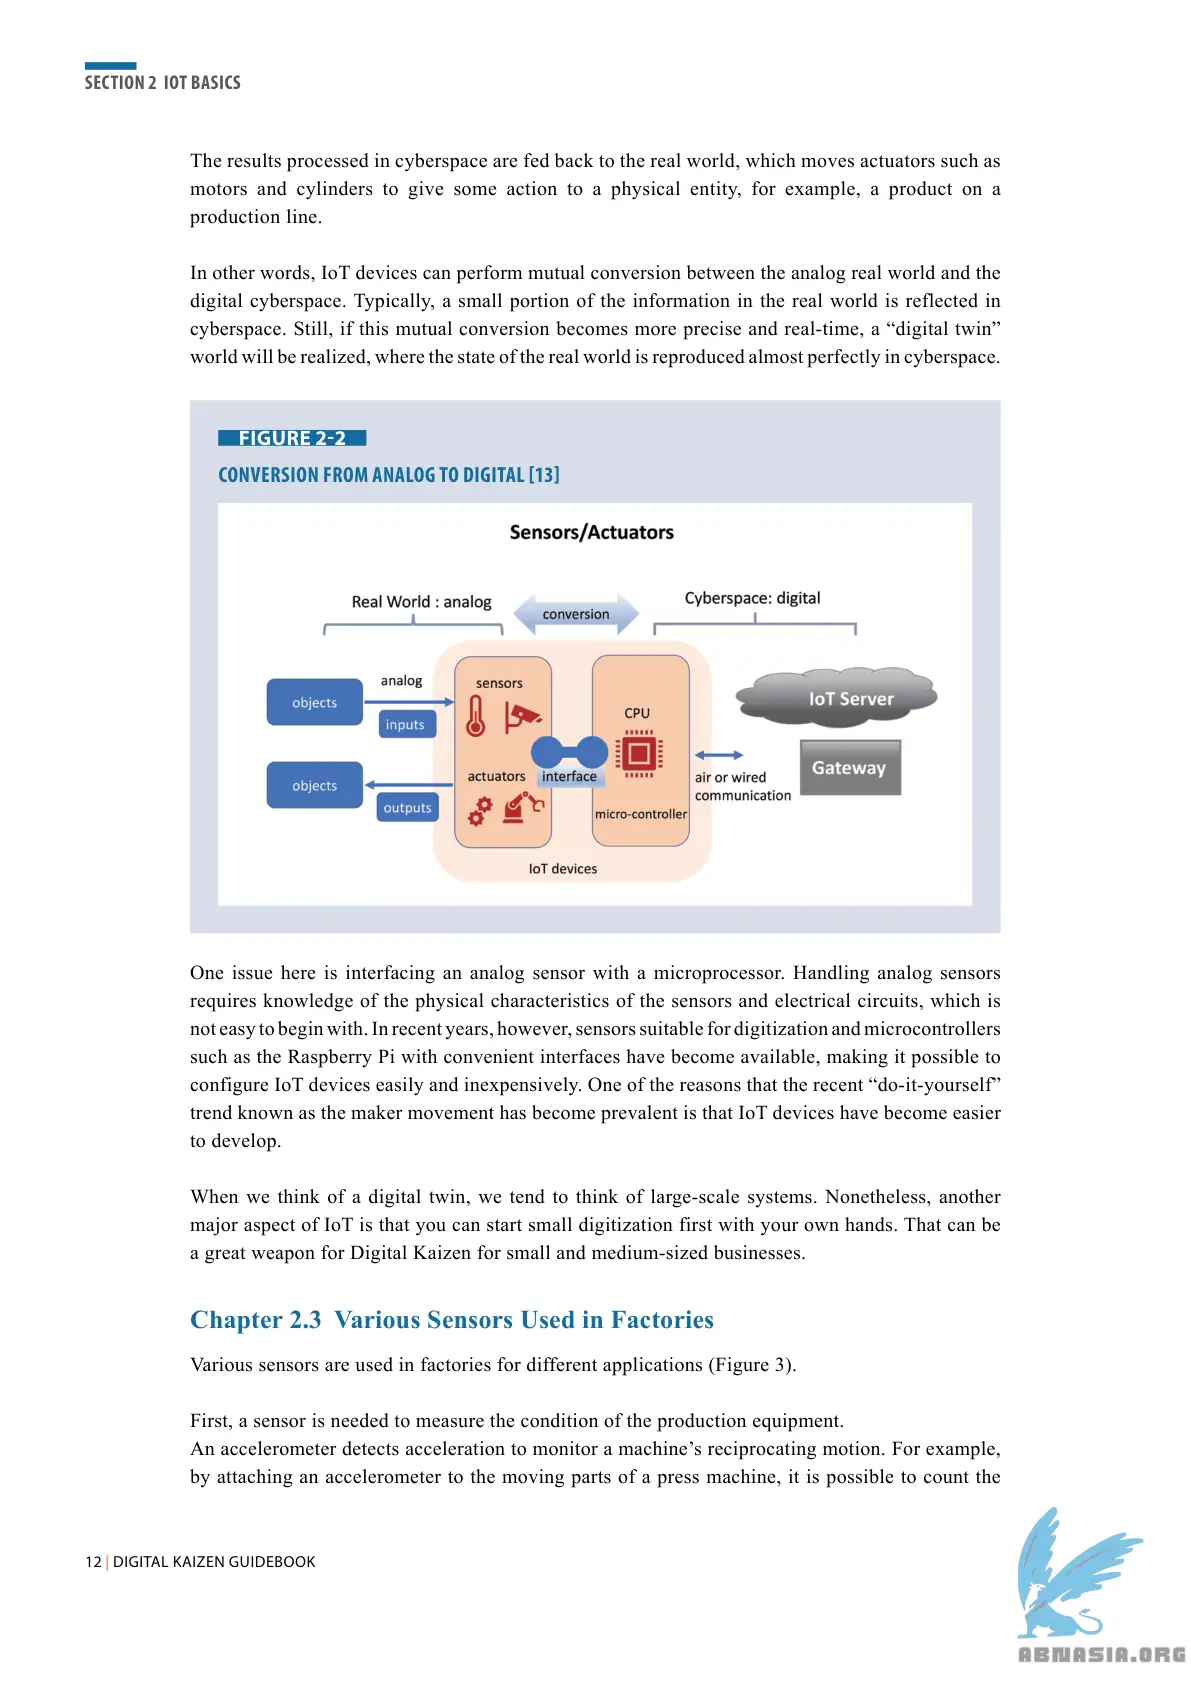 SECTION 2 IOT BASICS
The results processed in cyberspace are fed back to the real world, which moves actuators such as
motors and cylinders to give some action to a physical entity, for example, a product on a
production line.
In other words, IoT devices can perform mutual conversion between the analog real world and the
digital cyberspace. Typically, a small portion of the information in the real world is reflected in
cyberspace. Still, if this mutual conversion becomes more precise and real-time, a “digital twin”
world will be realized, where the state of the real world is reproduced almost perfectly in cyberspace.
FIGURE 2-2
CONVERSION FROM ANALOG TO DIGITAL [13]
Sensors/Actuators
Real World : analog
conversion
Cyberspace: digital
objects
analog
inputs
sensors
CPU
IoT Server
Gateway
objects
outputs
actuators
interface
air or wired
communication
micro-controller
IoT devices
One issue here is interfacing an analog sensor with a microprocessor. Handling analog sensors
requires knowledge of the physical characteristics of the sensors and electrical circuits, which is
not easy to begin with. In recent years, however, sensors suitable for digitization and microcontrollers
such as the Raspberry Pi with convenient interfaces have become available, making it possible to
configure IoT devices easily and inexpensively. One of the reasons that the recent “do-it-yourself”
trend known as the maker movement has become prevalent is that IoT devices have become easier
to develop.
When we think of a digital twin, we tend to think of large-scale systems. Nonetheless, another
major aspect of IoT is that you can start small digitization first with your own hands. That can be
a great weapon for Digital Kaizen for small and medium-sized businesses.
Chapter 2.3 Various Sensors Used in Factories
Various sensors are used in factories for different applications (Figure 3).
First, a sensor is needed to measure the condition of the production equipment.
An accelerometer detects acceleration to monitor a machine’s reciprocating motion. For example,
by attaching an accelerometer to the moving parts of a press machine, it is possible to count the
12 | DIGITAL KAIZEN GUIDEBOOK
ABNASIA.ORG